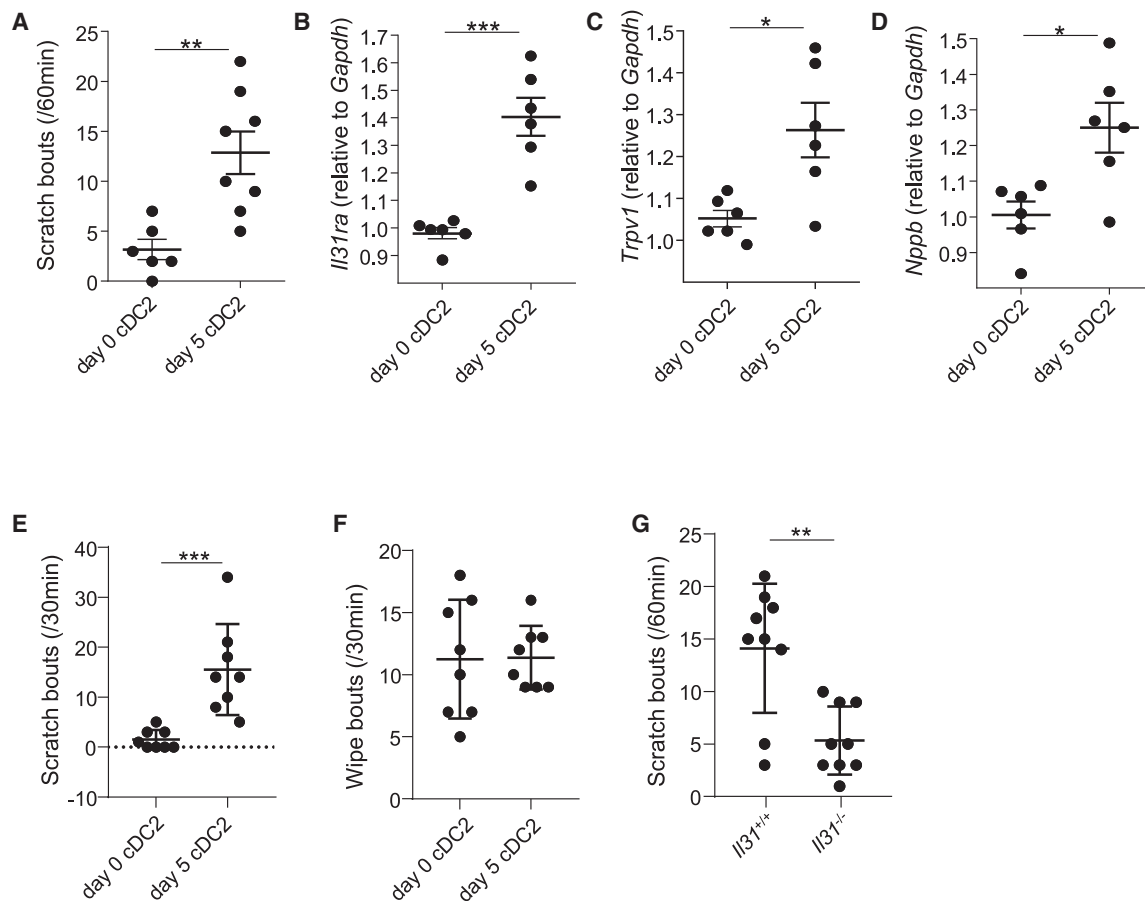 A
**
Scratch bouts (/60min)
25
20
15
10
5
0
day 0 cDC2
day 5 cDC2
B
***
Il31ra (relative to Gapdh)
1.7
1.6
1.5
1.4
1.3
1.2
1.1
1.0
0.9
day 0 cDC2
day 5 cDC2
C
*
Trpv1 (relative to Gapdh)
1.5
1.4
1.3
1.2
1.1
1.0
day 0 cDC2
day 5 cDC2
D
*
Nppb (relative to Gapdh)
1.5
1.4
1.3
1.2
1.1
1.0
0.9
day 0 cDC2
day 5 cDC2
E
***
Scratch bouts (/30min)
40
30
20
10
0
-10
day 0 cDC2
day 5 cDC2
F
Wipe bouts (/30min)
20
15
10
5
0
day 0 cDC2
day 5 cDC2
G
**
Scratch bouts (/60min)
25
20
15
10
5
0
Il31+/+
Il31-/-